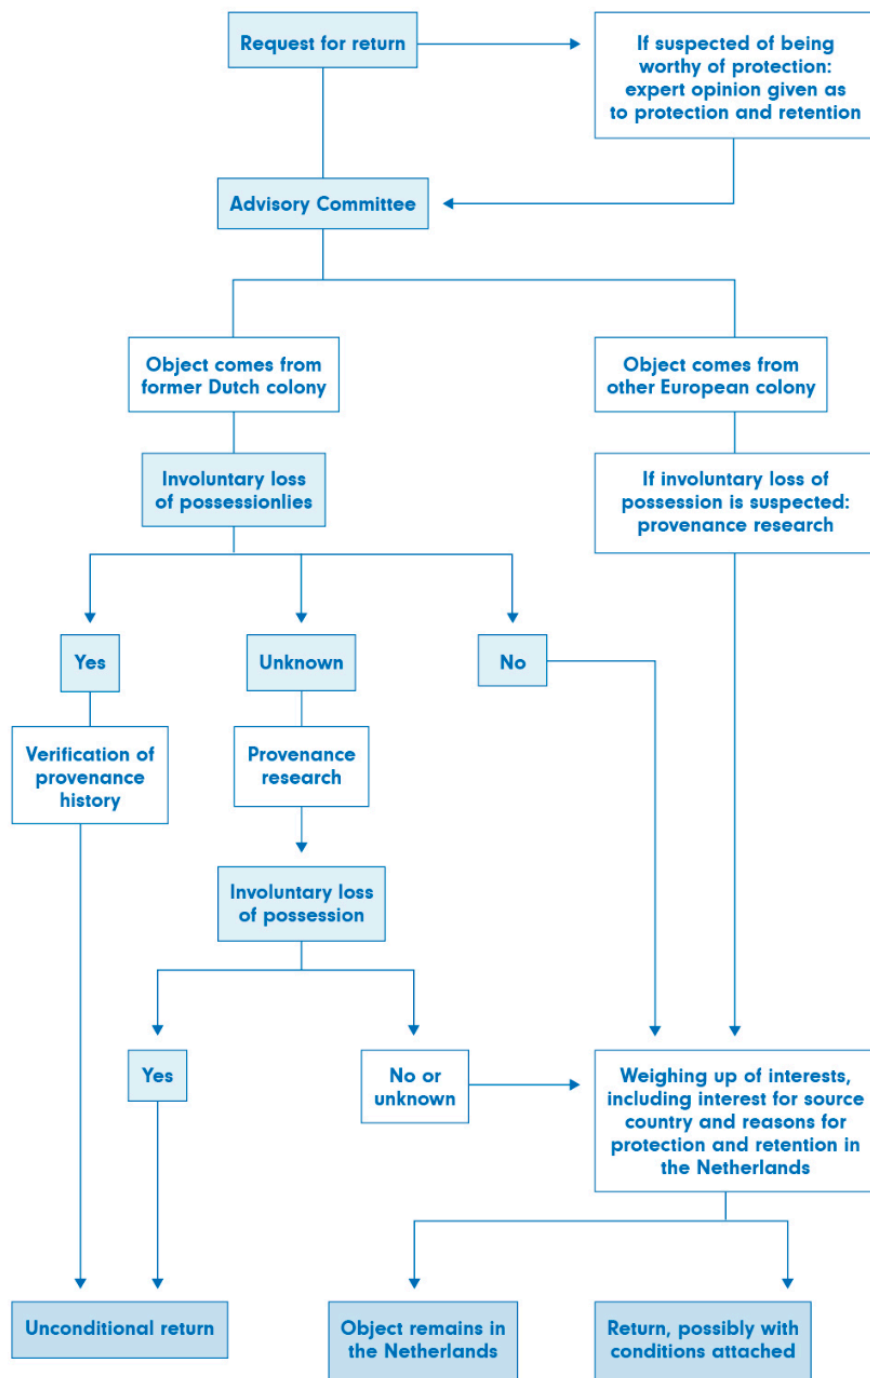 Request for return
If suspected of being
worthy of protection:
expert opinion given as
to protection and retention
Advisory Committee
Object comes from
former Dutch colony
Object comes from
other European colony
Involuntary loss
of possessionlies
If involuntary loss of
possession is suspected:
provenance research
Yes
Unknown
No
Verification of
provenance
history
Provenance
research
Involuntary loss
of possession
Yes
No or
unknown
Weighing up of interests,
including interest for source
country and reasons for
protection and retention in
the Netherlands
Unconditional return
Object remains in
the Netherlands
Return, possibly with
conditions attached